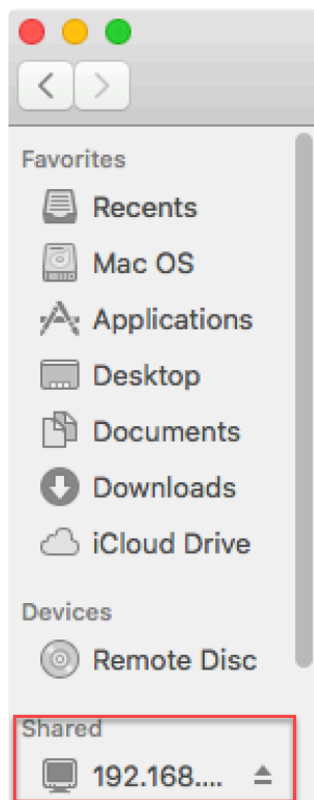 Favorites
Recents
Mac OS
Applications
Desktop
Documents
Downloads
iCloud Drive
Devices
Remote Disc
Shared
192.168....